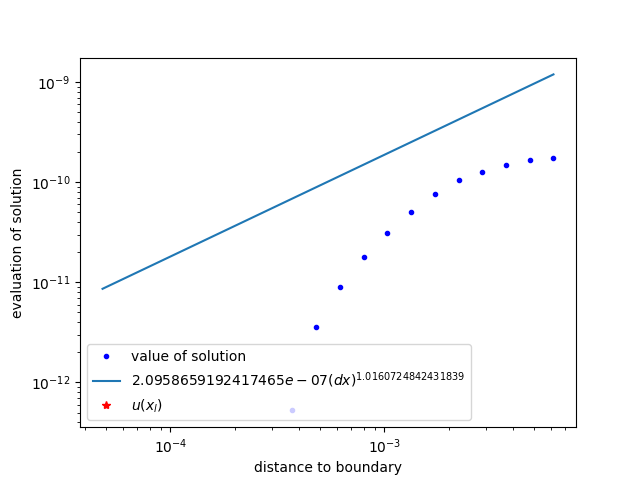 10⁻⁹
10⁻¹⁰
10⁻¹¹
10⁻¹²
evaluation of solution
value of solution
2.0958659192417465e − 07(dx)¹·⁰¹⁶⁰⁷²⁴⁸⁴²⁴³¹⁸³⁹
u(xₗ)
10⁻⁴
10⁻³
distance to boundary